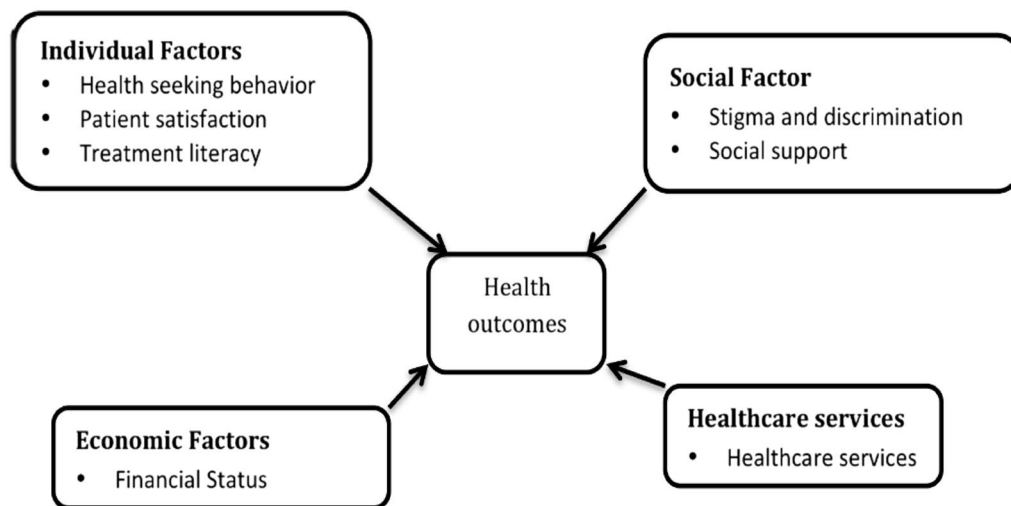 Individual Factors
• Health seeking behavior
• Patient satisfaction
• Treatment literacy
Social Factor
• Stigma and discrimination
• Social support
Health
outcomes
Economic Factors
• Financial Status
Healthcare services
• Healthcare services